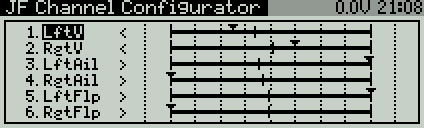 JF Channel Configurator 0.0V 21:08
1.LftV <
2.RgtV <
3.LftAil >
4.RgtAil >
5.LftFlp >
6.RgtFlp >